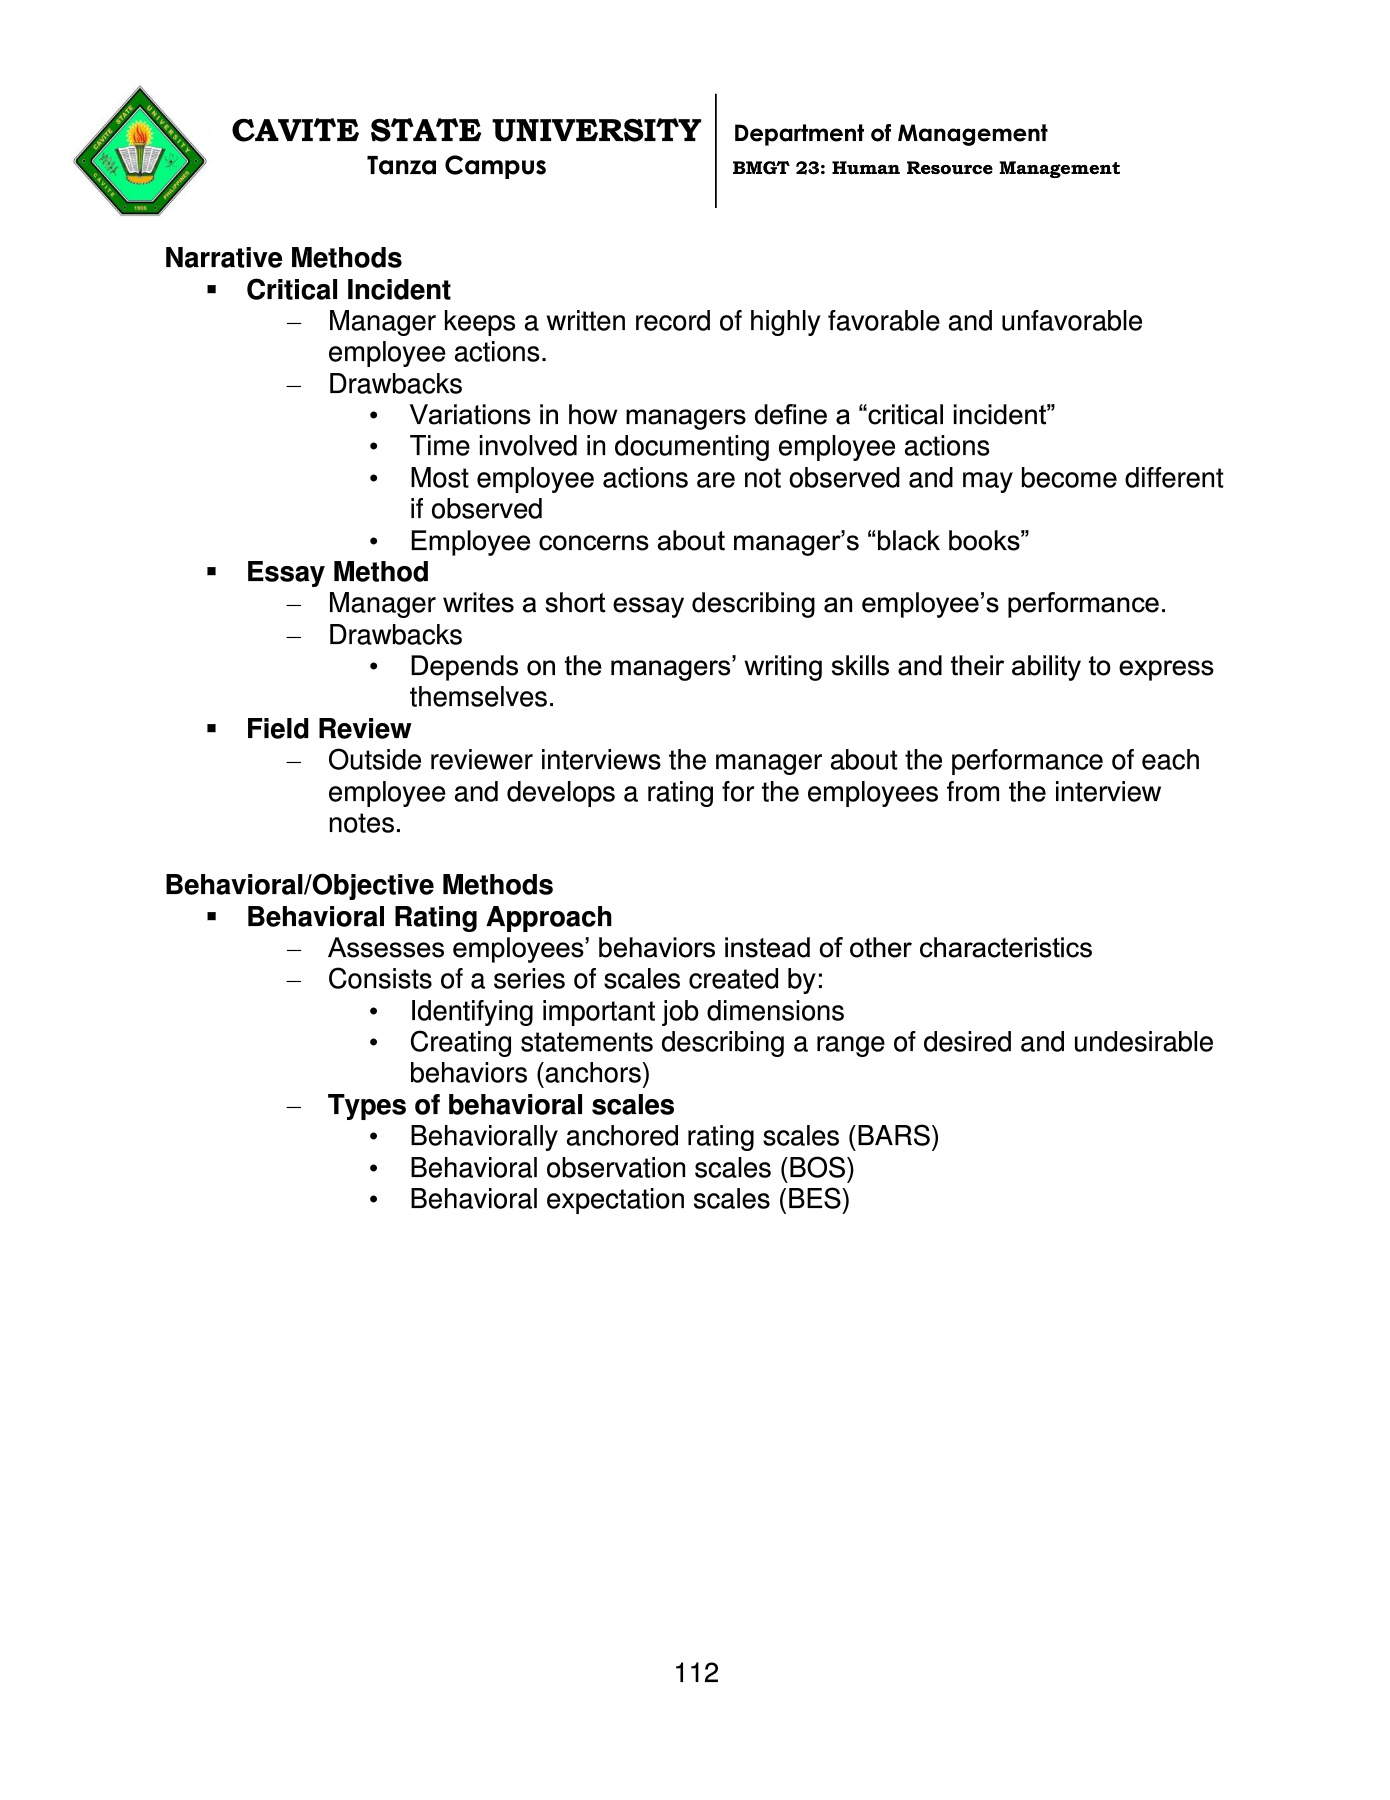 CAVITE STATE UNIVERSITY
Tanza Campus
Department of Management
BMGT 23: Human Resource Management
CAVITE STATE UNIVERSITY
CAVITE
PHILIPPINES
1906
Narrative Methods
▪ Critical Incident
– Manager keeps a written record of highly favorable and unfavorable
employee actions.
– Drawbacks
• Variations in how managers define a “critical incident”
• Time involved in documenting employee actions
• Most employee actions are not observed and may become different
if observed
• Employee concerns about manager’s “black books”
▪ Essay Method
– Manager writes a short essay describing an employee’s performance.
– Drawbacks
• Depends on the managers’ writing skills and their ability to express
themselves.
▪ Field Review
– Outside reviewer interviews the manager about the performance of each
employee and develops a rating for the employees from the interview
notes.
Behavioral/Objective Methods
▪ Behavioral Rating Approach
– Assesses employees’ behaviors instead of other characteristics
– Consists of a series of scales created by:
• Identifying important job dimensions
• Creating statements describing a range of desired and undesirable
behaviors (anchors)
– Types of behavioral scales
• Behaviorally anchored rating scales (BARS)
• Behavioral observation scales (BOS)
• Behavioral expectation scales (BES)
112